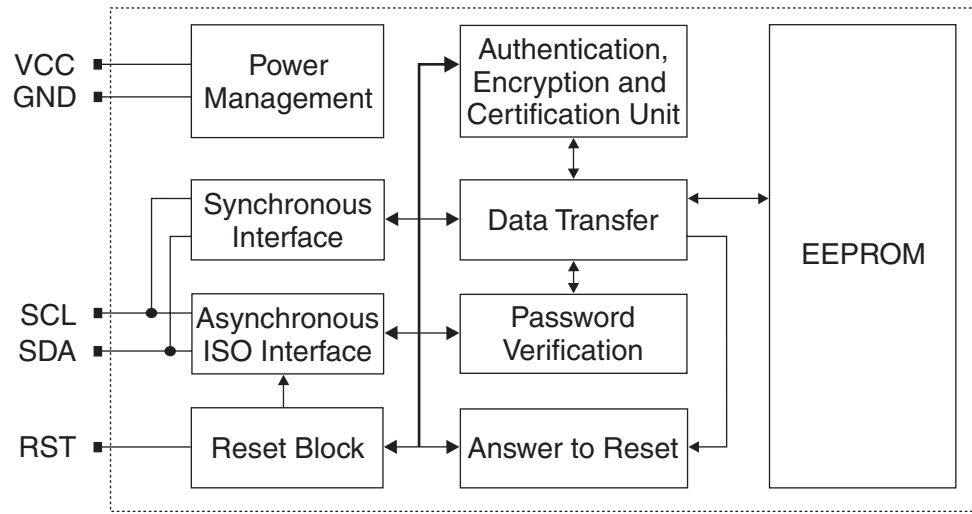 VCC
GND
Power
Management
Authentication,
Encryption and
Certification Unit
Synchronous
Interface
Data Transfer
EEPROM
SCL
SDA
Asynchronous
ISO Interface
Password
Verification
RST
Reset Block
Answer to Reset